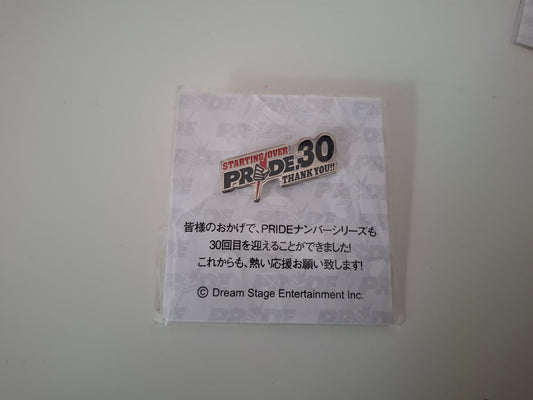 STARTING OVER
PRIDE.30
THANK YOU!!
皆様のおかげで、PRIDEナンバーシリーズも
30回目を迎えることができました!
これからも、熱い応援お願い致します!
© Dream Stage Entertainment Inc.